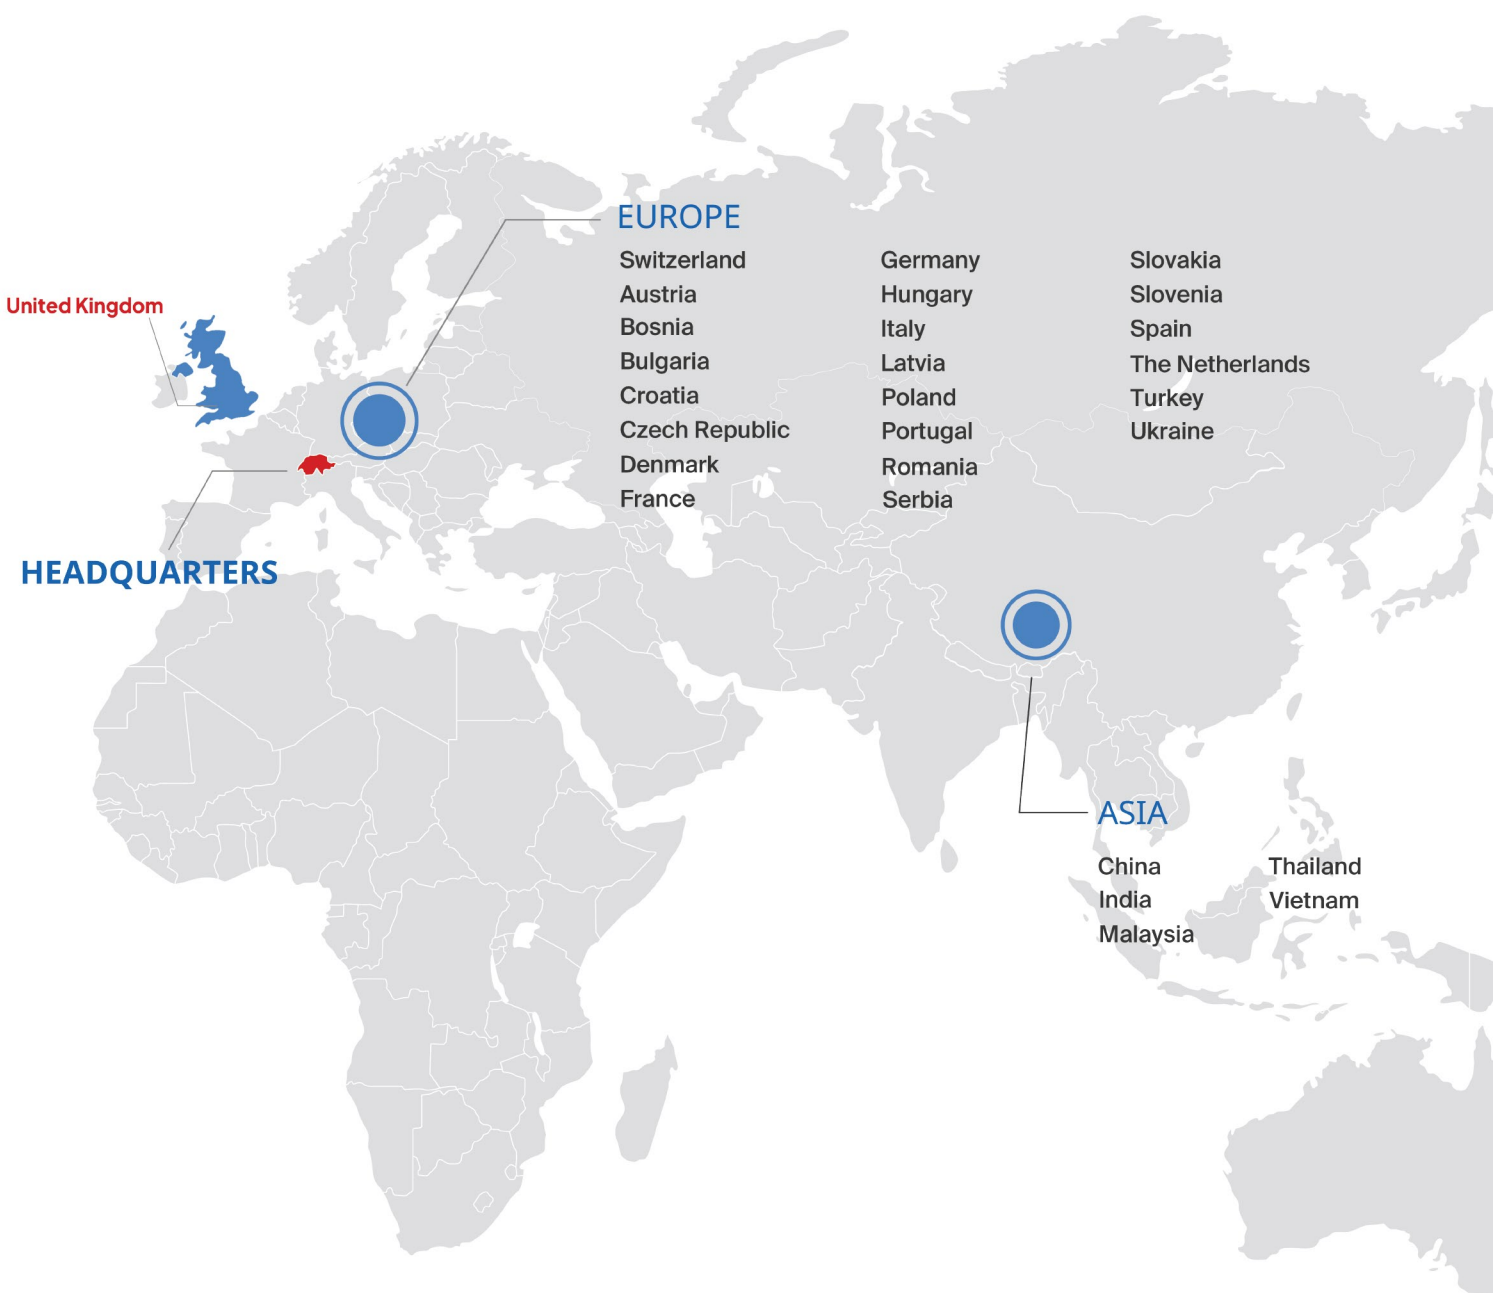 United Kingdom
HEADQUARTERS
EUROPE
Switzerland
Austria
Bosnia
Bulgaria
Croatia
Czech Republic
Denmark
France
Germany
Hungary
Italy
Latvia
Poland
Portugal
Romania
Serbia
Slovakia
Slovenia
Spain
The Netherlands
Turkey
Ukraine
ASIA
China
India
Malaysia
Thailand
Vietnam